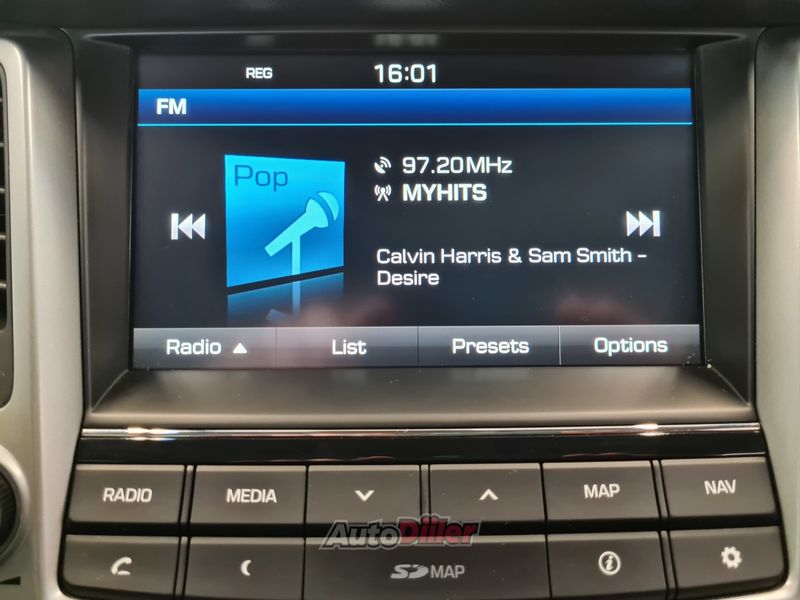 REG 16:01
FM
Pop
97.20MHz
MYHITS
Calvin Harris & Sam Smith -
Desire
Radio List Presets Options
RADIO MEDIA MAP NAV
AutoDiler
SD MAP